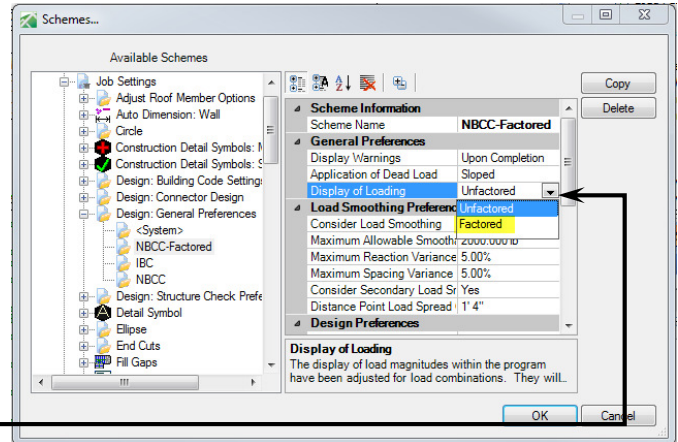 Schemes...
Available Schemes
Job Settings
Adjust Roof Member Options
Auto Dimension: Wall
Circle
Construction Detail Symbols:
Construction Detail Symbols:
Design: Building Code Setting
Design: Connector Design
Design: General Preferences
<System>
NBCC-Factored
IBC
NBCC
Design: Structure Check Prefe
Detail Symbol
Ellipse
End Cuts
Fill Gaps
Scheme Information
Scheme Name NBCC-Factored
General Preferences
Display Warnings Upon Completion
Application of Dead Load Sloped
Display of Loading Unfactored
Unfactored
Factored
Load Smoothing Preferenc
Consider Load Smoothing
Maximum Allowable Smooth 2000.000 lb
Maximum Reaction Variance 5.00%
Maximum Spacing Variance 5.00%
Consider Secondary Load Sr Yes
Distance Point Load Spread 1' 4"
Design Preferences
Display of Loading
The display of load magnitudes within the program
have been adjusted for load combinations. They will...
Copy
Delete
OK
Cancel